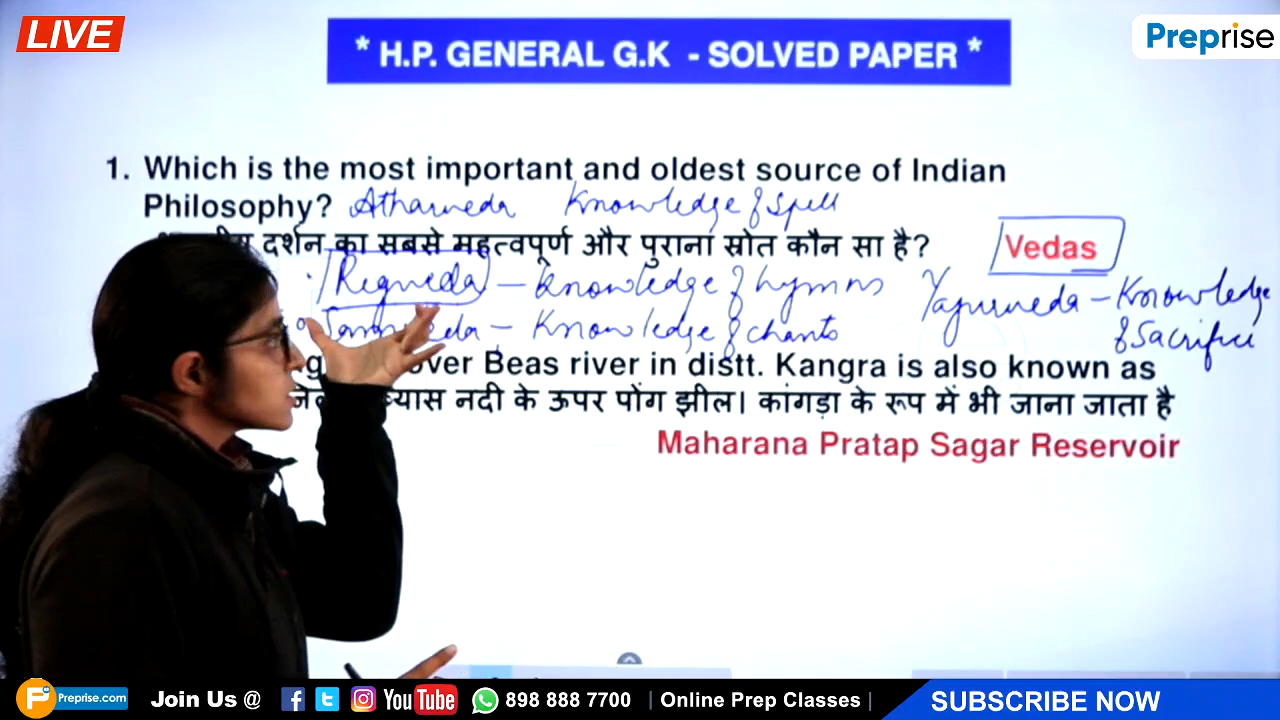 LIVE
* H.P. GENERAL G.K - SOLVED PAPER *
Preprise
1. Which is the most important and oldest source of Indian
Philosophy? Atharveda Knowledge of Spell
दर्शन का सबसे महत्वपूर्ण और पुराना स्रोत कौन सा है? Vedas
Regveda - Knowledge of hymns
Yajurveda - Knowledge
of Sacrifice
- Knowledge of chants
over Beas river in distt. Kangra is also known as
नदी के ऊपर पोंग झील। कांगड़ा के रूप में भी जाना जाता है
Maharana Pratap Sagar Reservoir
Preprise.com Join Us @ YouTube 898 888 7700 | Online Prep Classes | SUBSCRIBE NOW